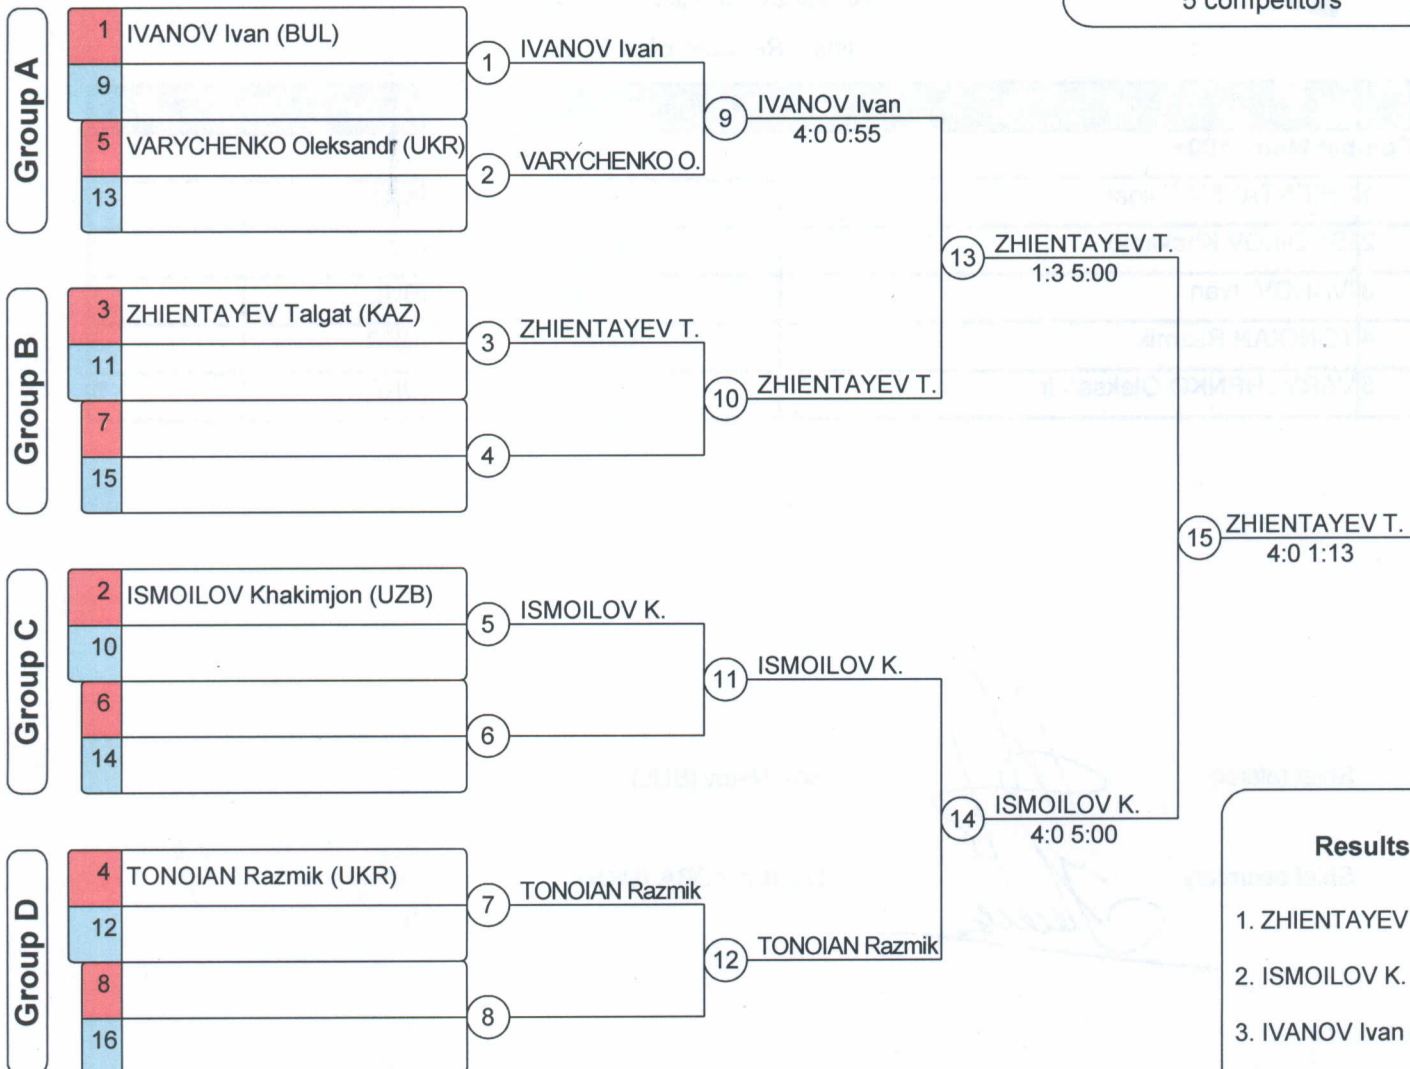 5 competitors
Group A
1 IVANOV Ivan (BUL)
9
5 VARYCHENKO Oleksandr (UKR)
13
1 IVANOV Ivan
2 VARYCHENKO O.
9 IVANOV Ivan
4:0 0:55
Group B
3 ZHIENTAYEV Talgat (KAZ)
11
7
15
3 ZHIENTAYEV T.
4
10 ZHIENTAYEV T.
13 ZHIENTAYEV T.
1:3 5:00
Group C
2 ISMOILOV Khakimjon (UZB)
10
6
14
5 ISMOILOV K.
6
11 ISMOILOV K.
15 ZHIENTAYEV T.
4:0 1:13
Group D
4 TONOIAN Razmik (UKR)
12
8
16
7 TONOIAN Razmik
8
12 TONOIAN Razmik
14 ISMOILOV K.
4:0 5:00
Results
1. ZHIENTAYEV
2. ISMOILOV K.
3. IVANOV Ivan